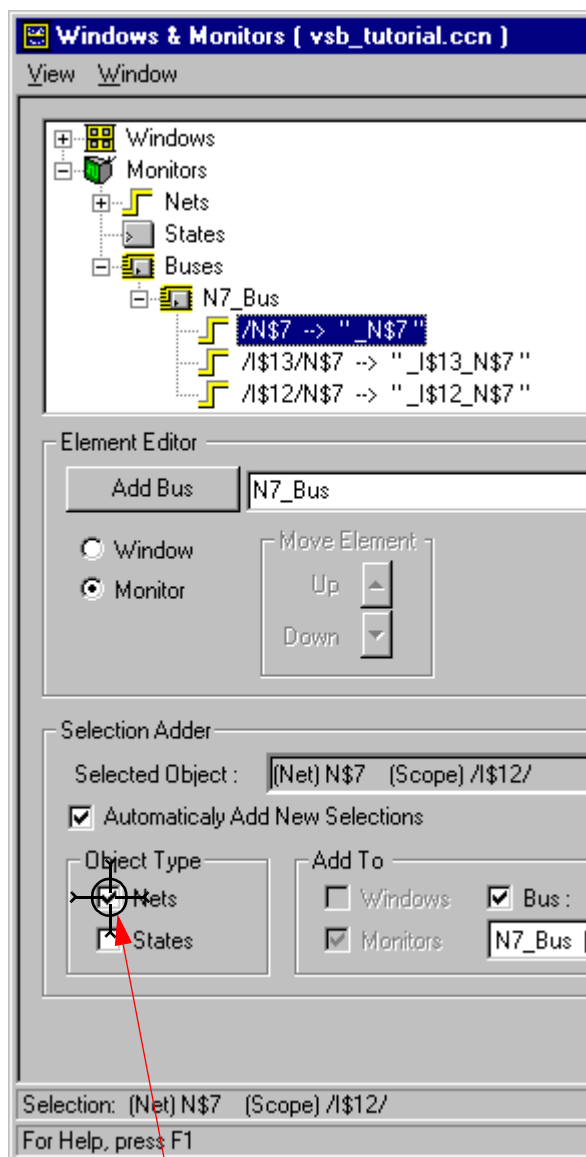 Windows & Monitors ( vsb_tutorial.ccn )
View Window
Windows
Monitors
Nets
States
Buses
N7_Bus
/N$7 --> "_N$7"
/I$13/N$7 --> "_I$13_N$7"
/I$12/N$7 --> "_I$12_N$7"
Element Editor
Add Bus N7_Bus
Window
Monitor
Move Element
Up
Down
Selection Adder
Selected Object : (Net) N$7 (Scope) /I$12/
Automaticaly Add New Selections
Object Type
Nets
States
Add To
Windows Bus :
Monitors N7_Bus
Selection: (Net) N$7 (Scope) /I$12/
For Help, press F1